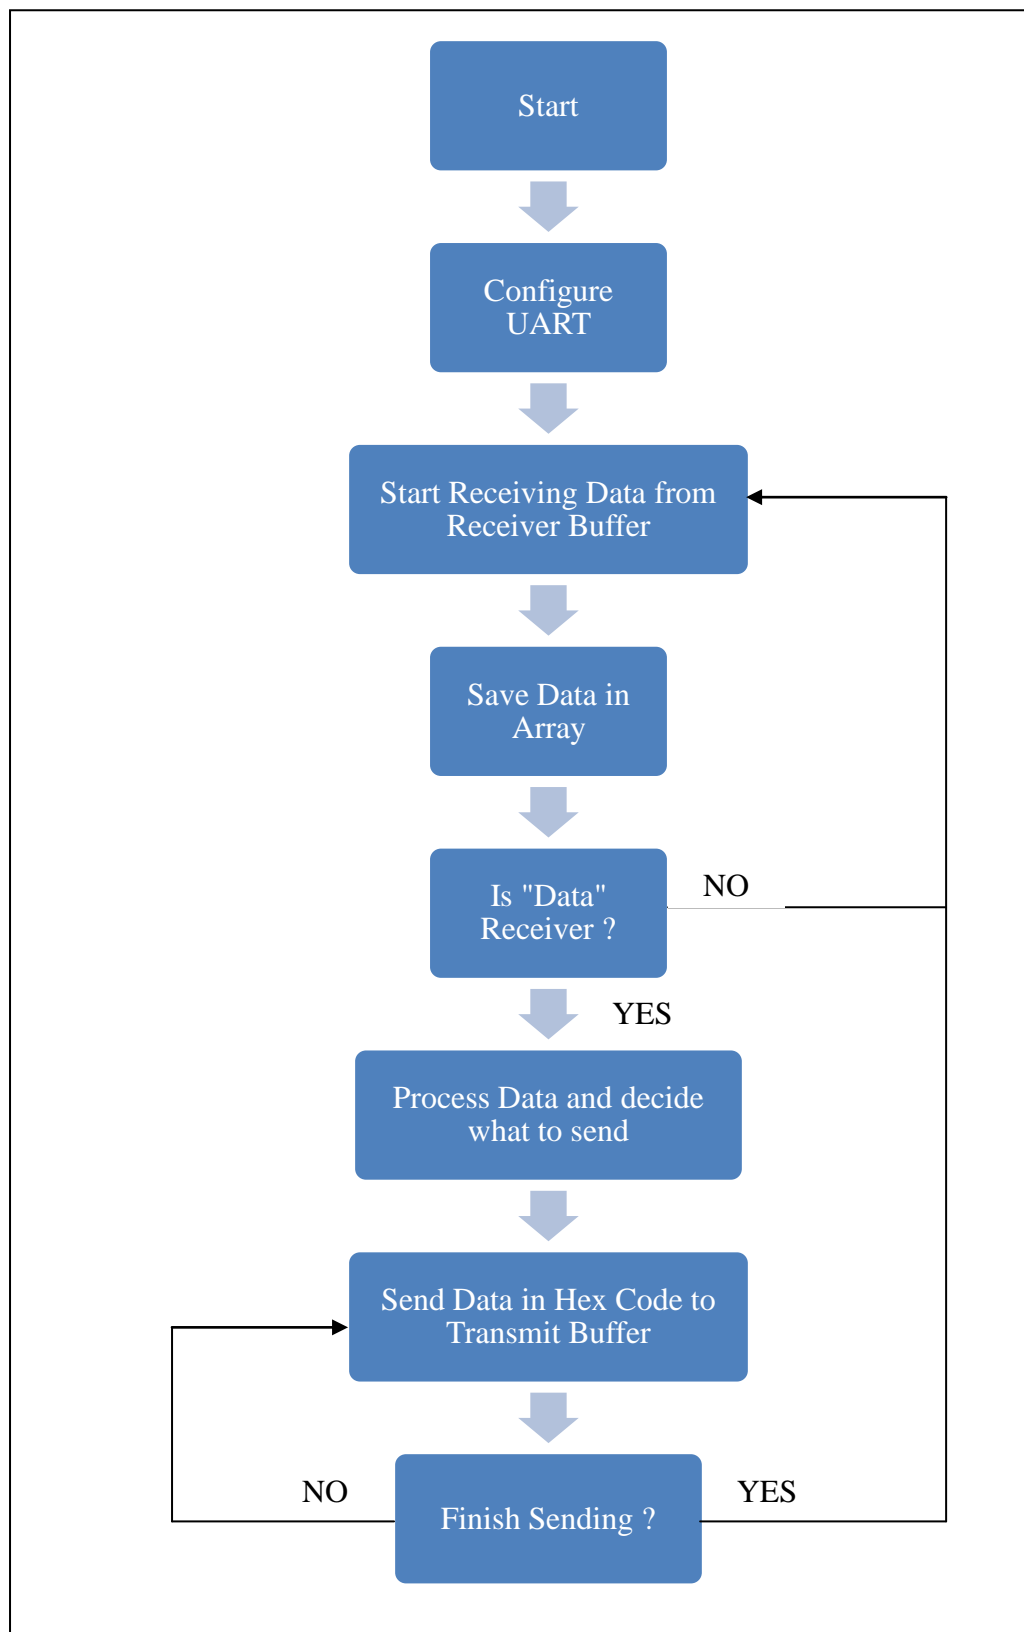 Start
Configure
UART
Start Receiving Data from
Receiver Buffer
Save Data in
Array
Is "Data"
Receiver ?
NO
YES
Process Data and decide
what to send
Send Data in Hex Code to
Transmit Buffer
NO
Finish Sending ?
YES